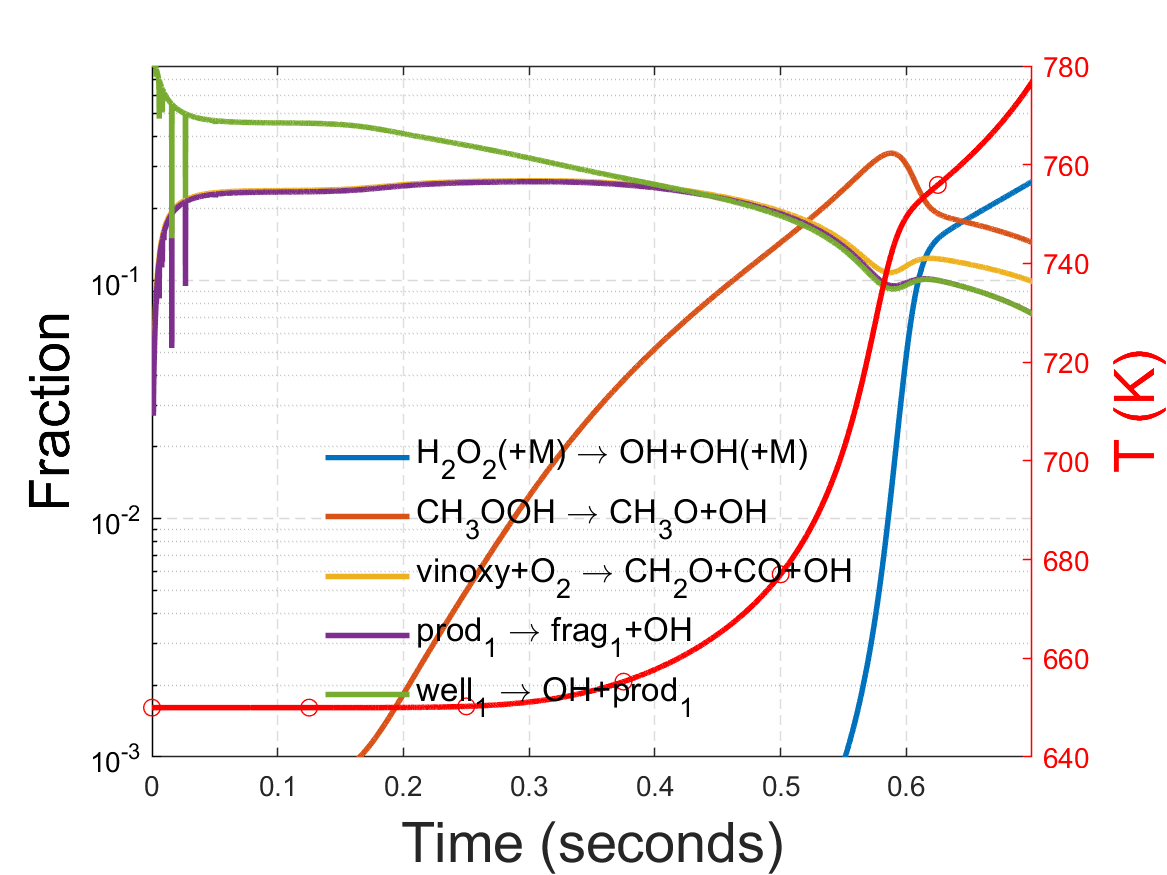 Fraction
10⁻¹
10⁻²
10⁻³
780
760
740
720
700
680
660
640
T (K)
H₂O₂(+M) → OH+OH(+M)
CH₃OOH → CH₃O+OH
vinoxy+O₂ → CH₂O+CO+OH
prod₁ → frag₁+OH
well₁ → OH+prod₁
0 0.1 0.2 0.3 0.4 0.5 0.6
Time (seconds)